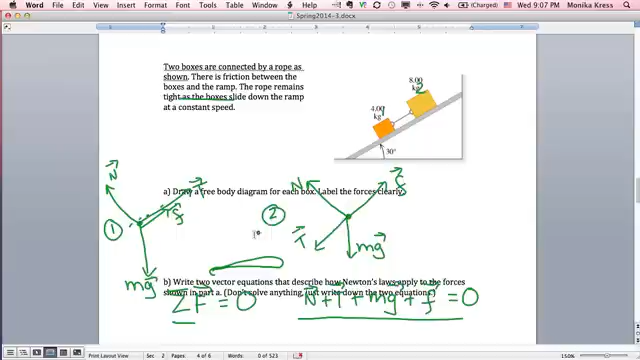 Word File Edit View Insert Format Font Tools Table Window Help (Charged) Wed 9:07 PM Monika Kress
Spring2014-3.docx
Two boxes are connected by a rope as
shown. There is friction between the
boxes and the ramp. The rope remains
tight as the boxes slide down the ramp
at a constant speed.
8.00
kg 2
4.00
kg 1
30°
N T f
mg
1
a) Draw a free body diagram for each box. Label the forces clearly.
N f
T mg
2
b) Write two vector equations that describe how Newton's laws apply to the forces
shown in part a. (Don't solve anything, just write down the two equations.)
ΣF = 0 N + T + mg + f = 0
Print Layout View Sec 2 Pages: 4 of 6 Words: 0 of 523 150%